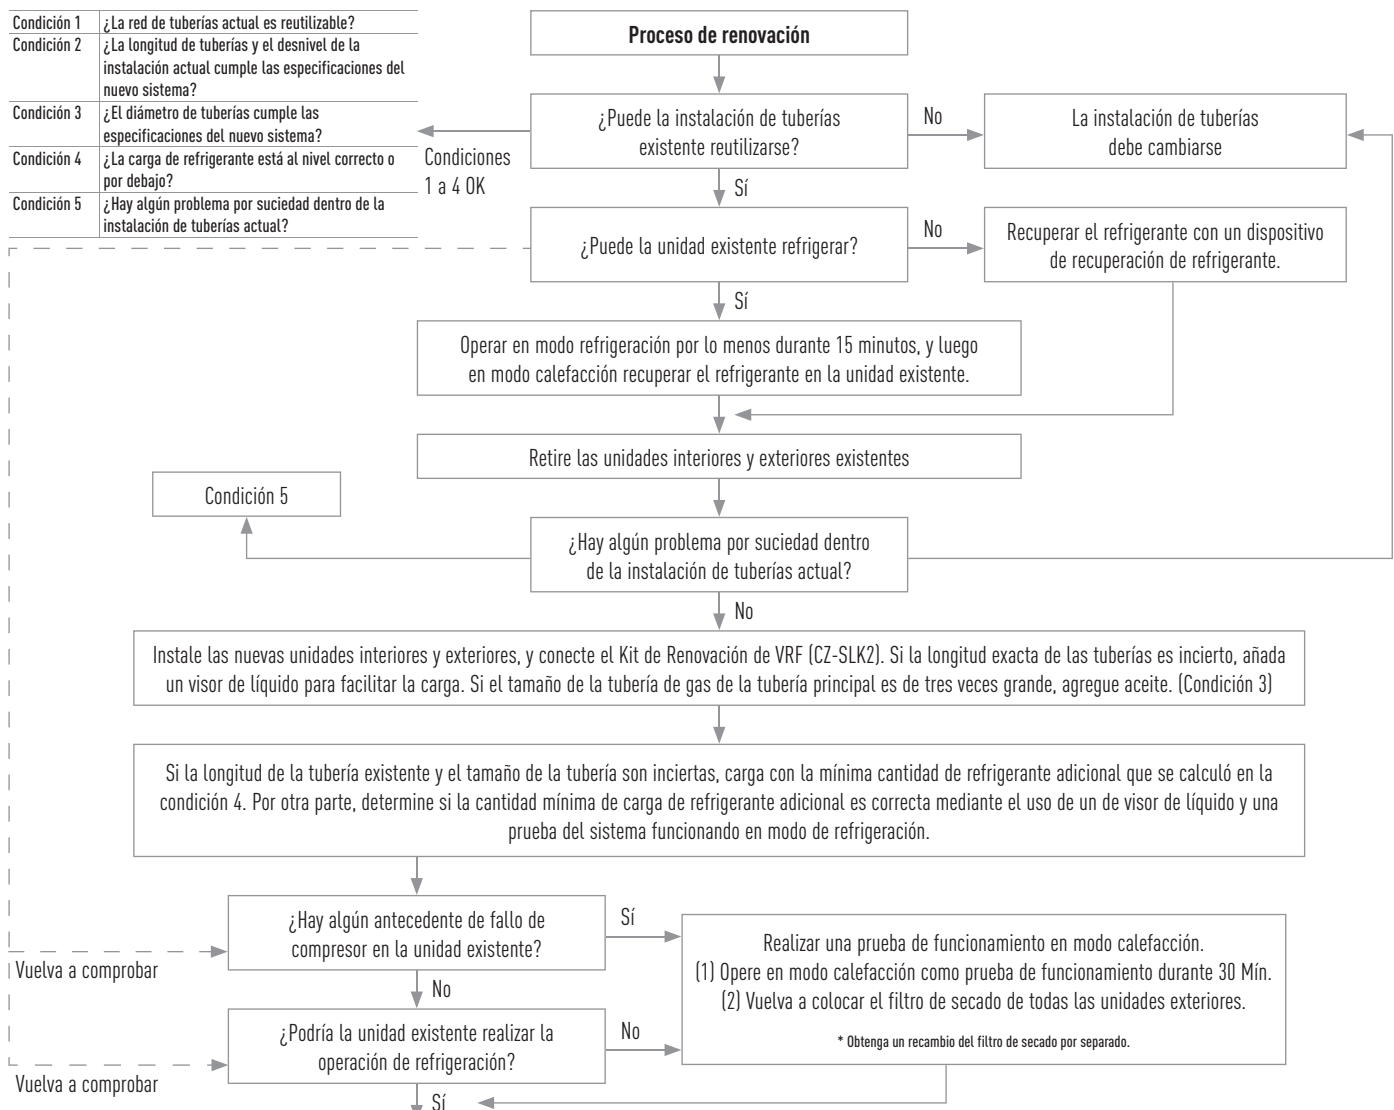 Condición 1 ¿La red de tuberías actual es reutilizable?
Condición 2 ¿La longitud de tuberías y el desnivel de la
instalación actual cumple las especificaciones del
nuevo sistema?
Condición 3 ¿El diámetro de tuberías cumple las
especificaciones del nuevo sistema?
Condición 4 ¿La carga de refrigerante está al nivel correcto o
por debajo?
Condición 5 ¿Hay algún problema por suciedad dentro de la
instalación de tuberías actual?
Proceso de renovación
¿Puede la instalación de tuberías
existente reutilizarse?
No
La instalación de tuberías
debe cambiarse
Condiciones
1 a 4 OK
Sí
¿Puede la unidad existente refrigerar?
No
Recuperar el refrigerante con un dispositivo
de recuperación de refrigerante.
Sí
Operar en modo refrigeración por lo menos durante 15 minutos, y luego
en modo calefacción recuperar el refrigerante en la unidad existente.
Retire las unidades interiores y exteriores existentes
Condición 5
¿Hay algún problema por suciedad dentro
de la instalación de tuberías actual?
No
Instale las nuevas unidades interiores y exteriores, y conecte el Kit de Renovación de VRF (CZ-SLK2). Si la longitud exacta de las tuberías es incierto, añada
un visor de líquido para facilitar la carga. Si el tamaño de la tubería de gas de la tubería principal es de tres veces grande, agregue aceite. (Condición 3)
Si la longitud de la tubería existente y el tamaño de la tubería son inciertas, carga con la mínima cantidad de refrigerante adicional que se calculó en la
condición 4. Por otra parte, determine si la cantidad mínima de carga de refrigerante adicional es correcta mediante el uso de un de visor de líquido y una
prueba del sistema funcionando en modo de refrigeración.
¿Hay algún antecedente de fallo de
compresor en la unidad existente?
Sí
Realizar una prueba de funcionamiento en modo calefacción.
(1) Opere en modo calefacción como prueba de funcionamiento durante 30 Mín.
(2) Vuelva a colocar el filtro de secado de todas las unidades exteriores.
* Obtenga un recambio del filtro de secado por separado.
Vuelva a comprobar
No
¿Podría la unidad existente realizar la
operación de refrigeración?
No
Vuelva a comprobar
Sí